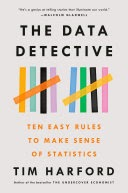 "He's a genius at telling stories that illuminate our world."
—MALCOLM GLADWELL
THE DATA
DETECTIVE
TEN EASY RULES
TO MAKE SENSE
OF STATISTICS
TIM HARFORD
Author of the bestselling THE UNDERCOVER ECONOMIST